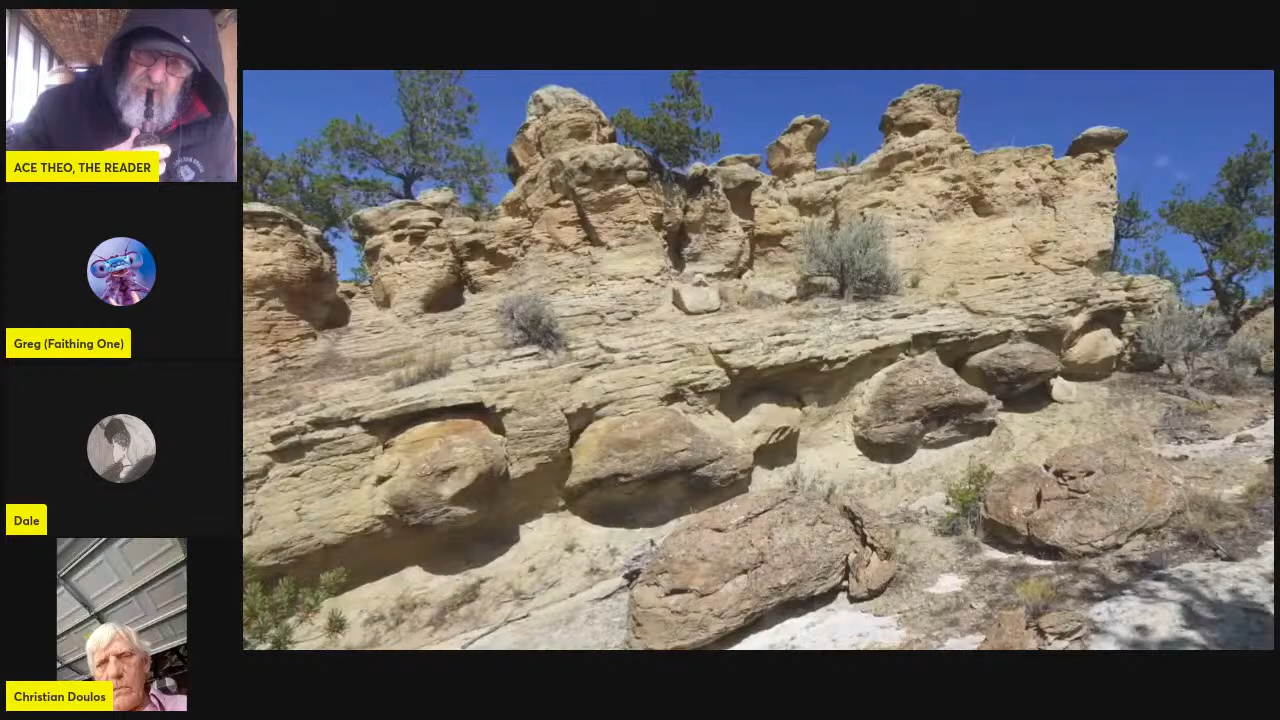 ACE THEO, THE READER
Greg (Faithing One)
Dale
Christian Doulos